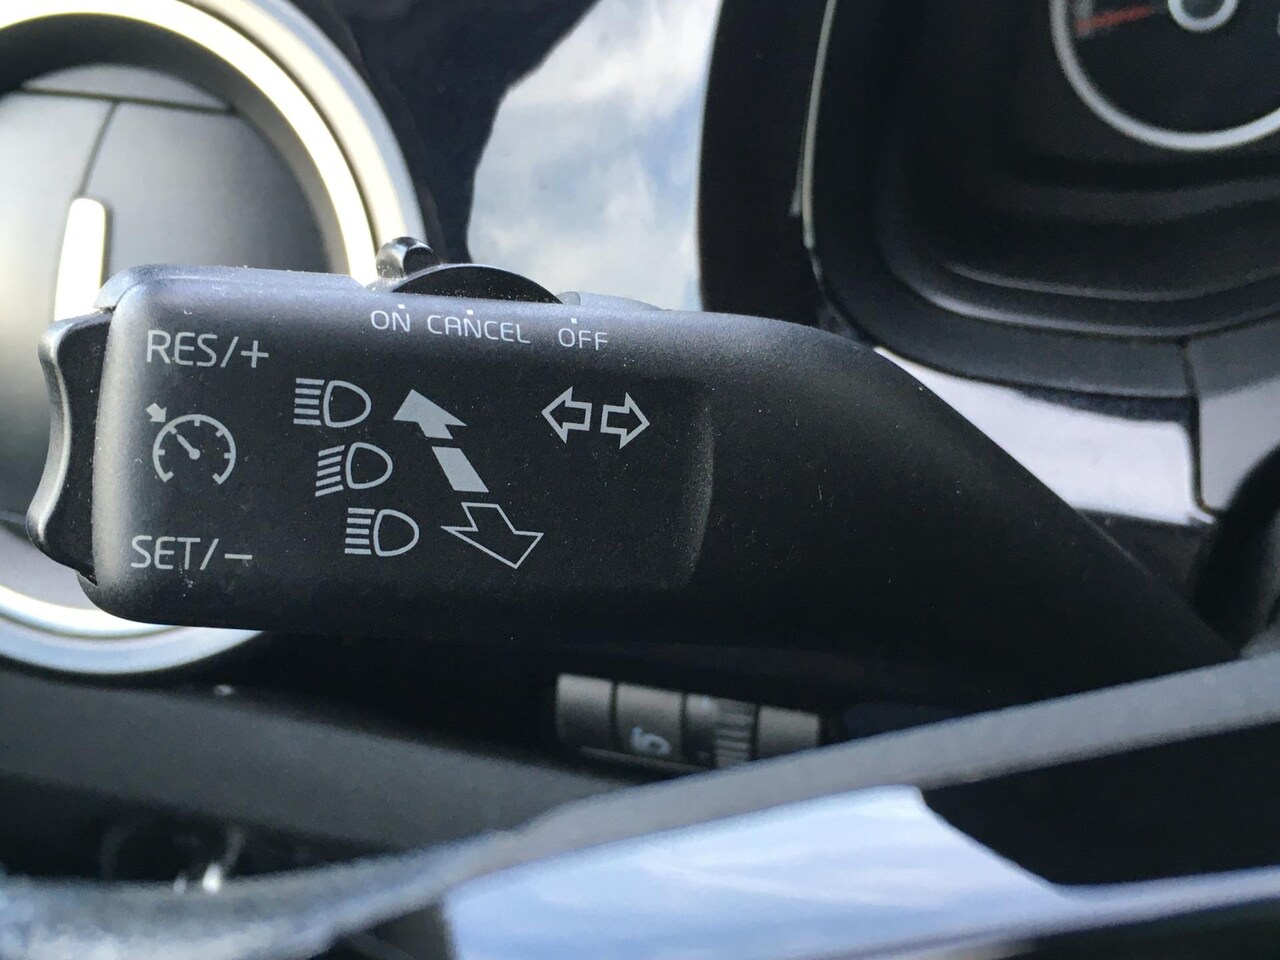 ON CANCEL OFF
RES/+
SET/-